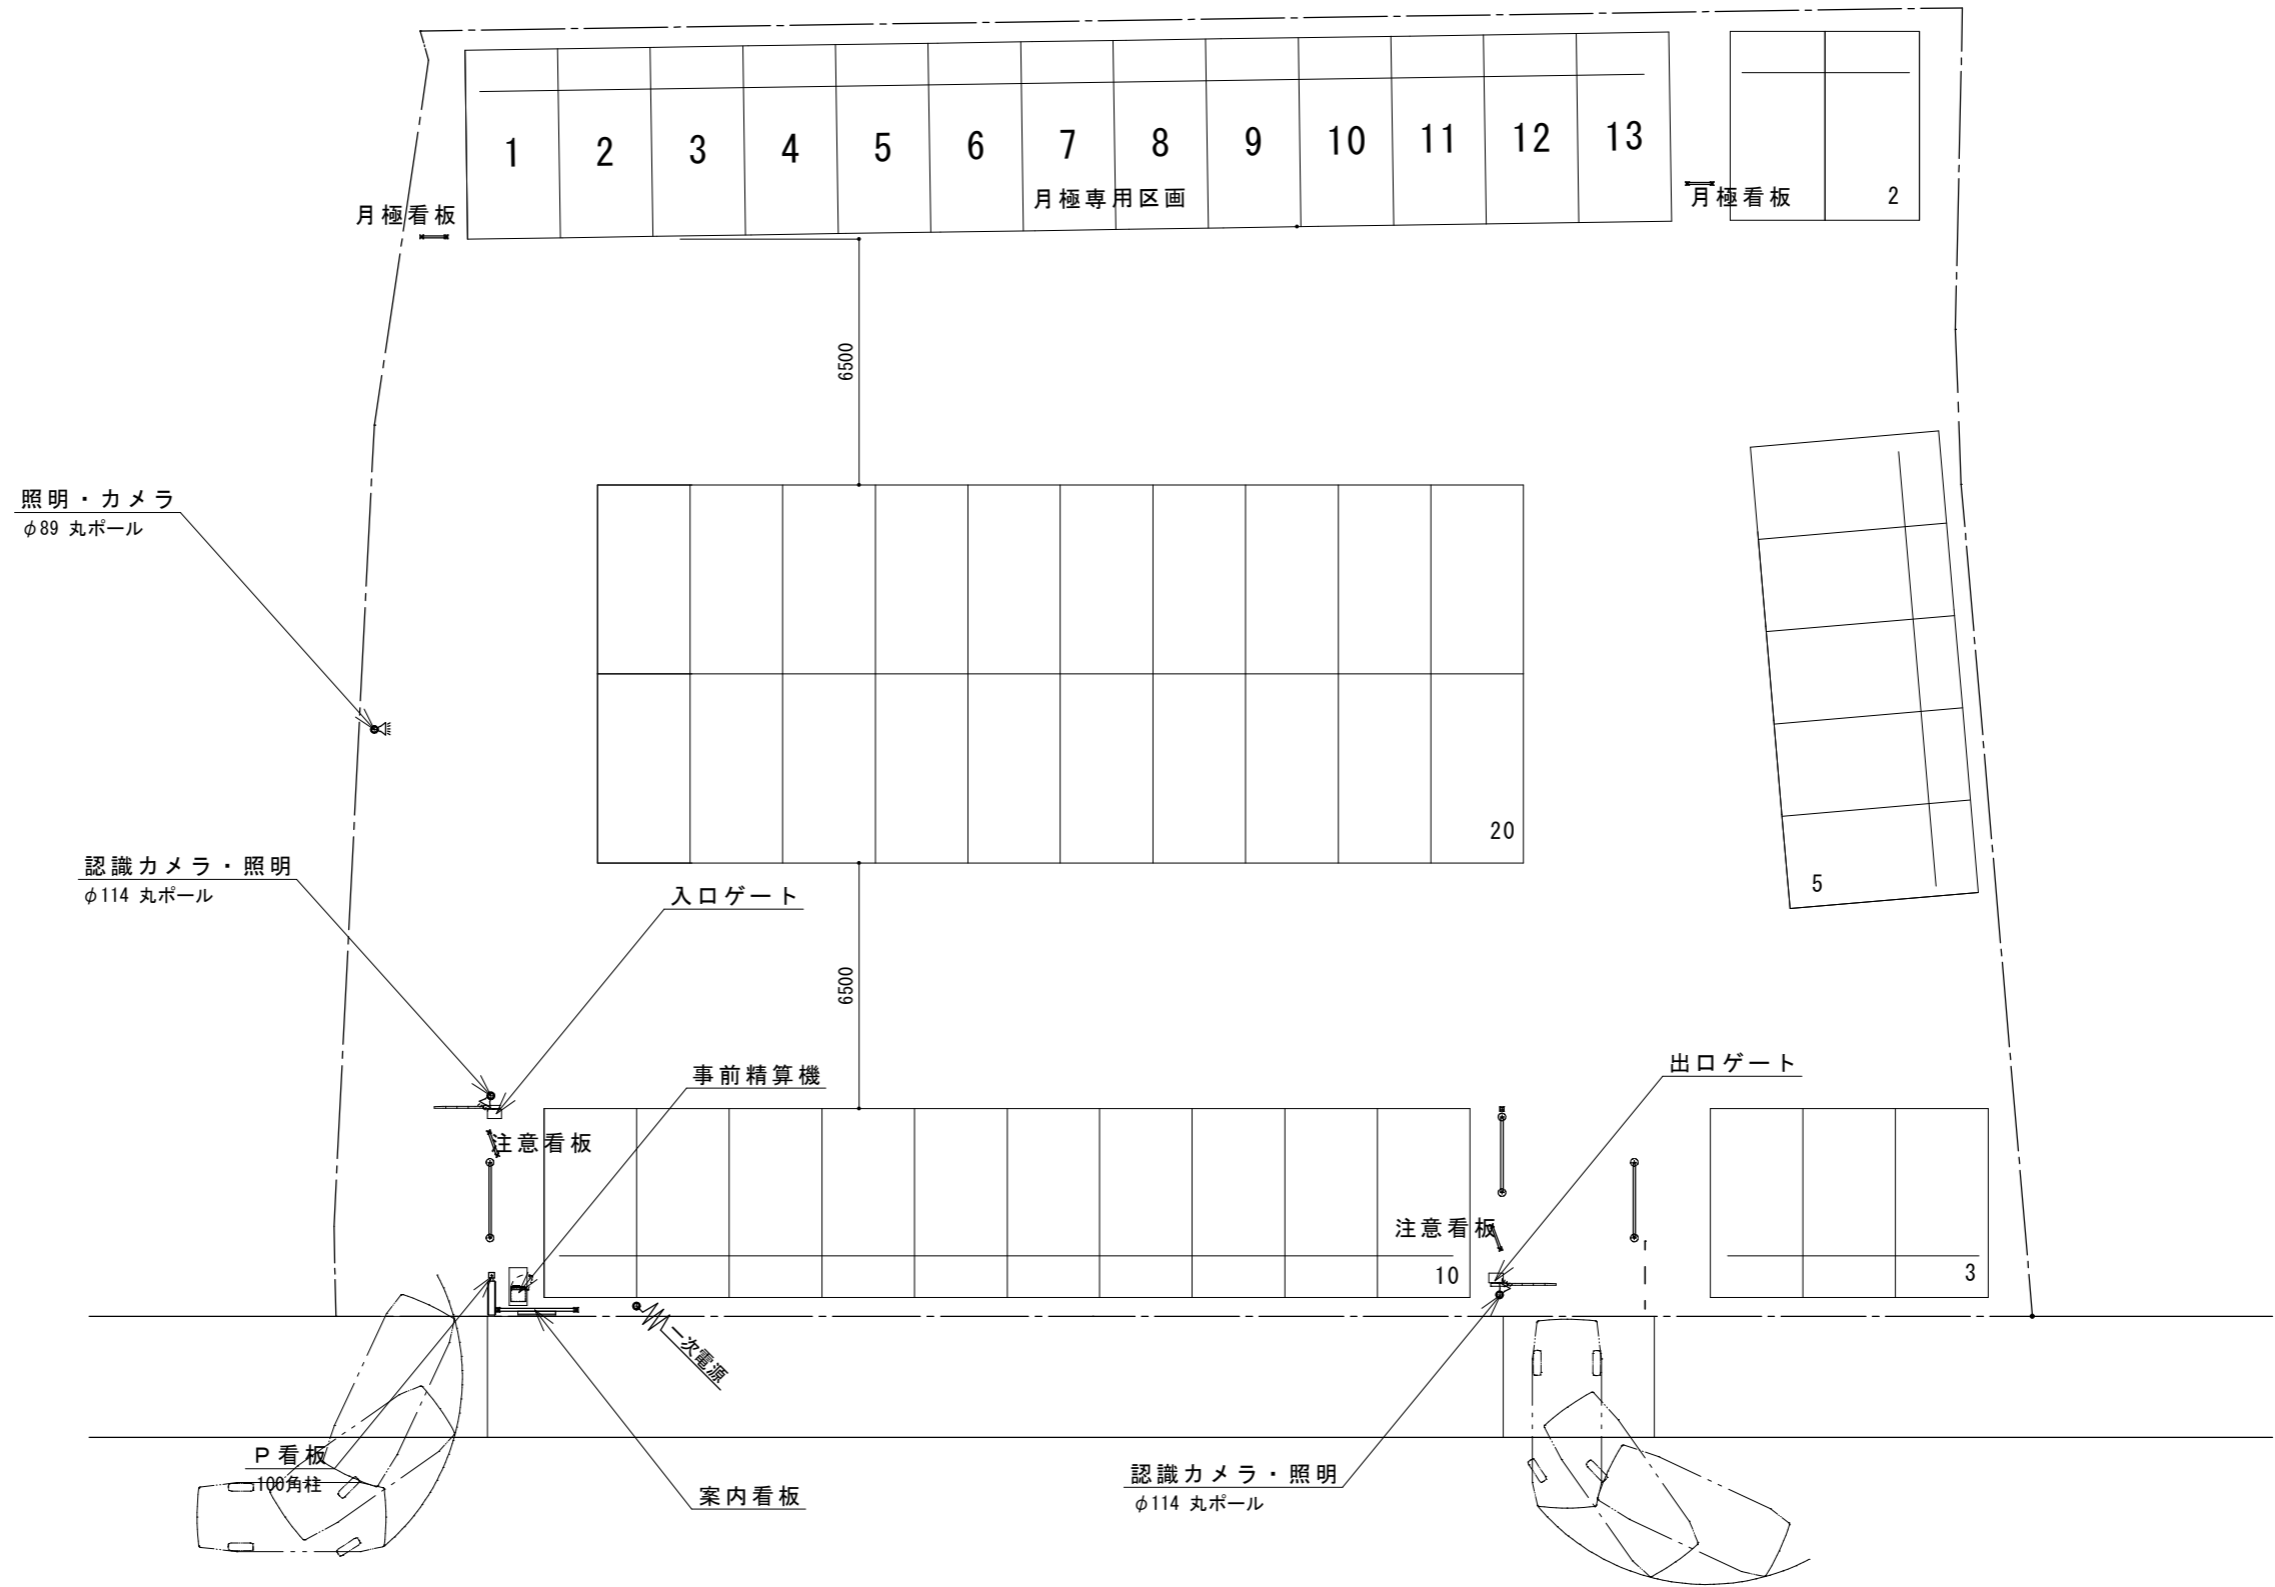 1 2 3 4 5 6 7 8 9 10 11 12 13
月極専用区画
月極看板
月極看板
2
6500
照明・カメラ
φ89 丸ポール
20
5
認識カメラ・照明
φ114 丸ポール
入口ゲート
6500
事前精算機
出口ゲート
注意看板
注意看板
10
3
一次電源
P看板
100角柱
案内看板
認識カメラ・照明
φ114 丸ポール